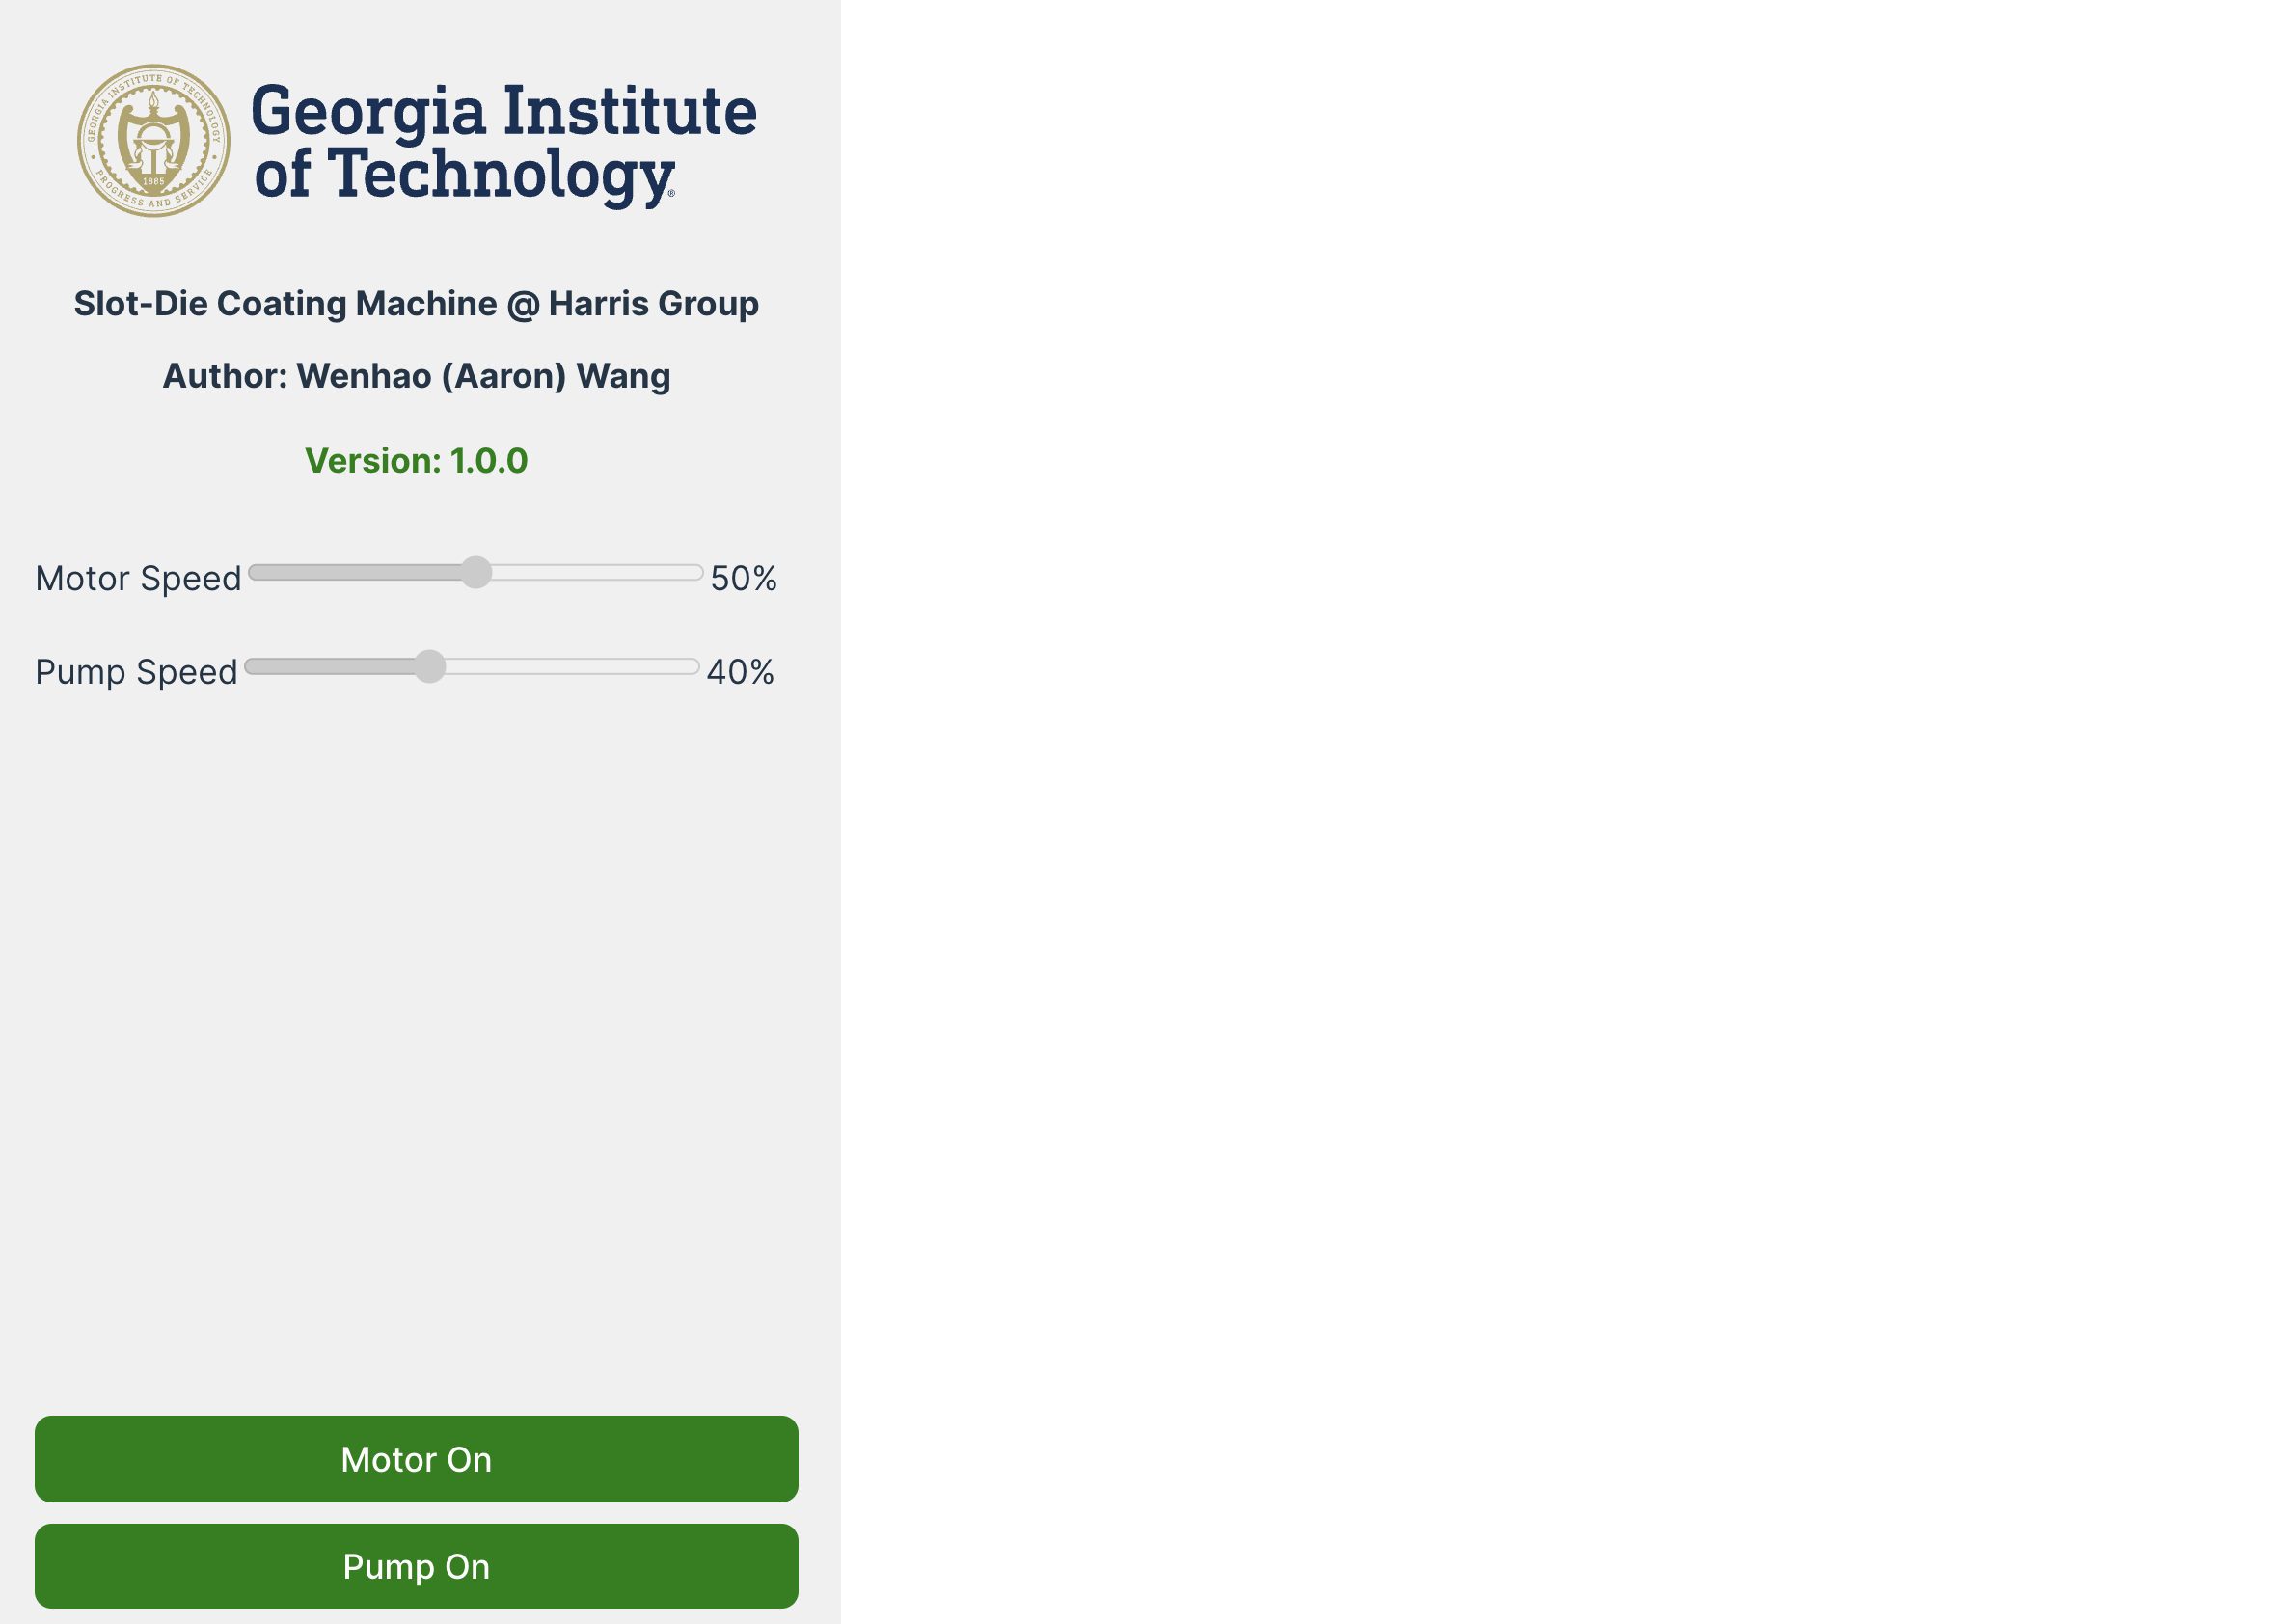 GEORGIA INSTITUTE OF TECHNOLOGY
PROGRESS AND SERVICE
1885
Georgia Institute
of Technology®
Slot-Die Coating Machine @ Harris Group
Author: Wenhao (Aaron) Wang
Version: 1.0.0
Motor Speed 50%
Pump Speed 40%
Motor On
Pump On